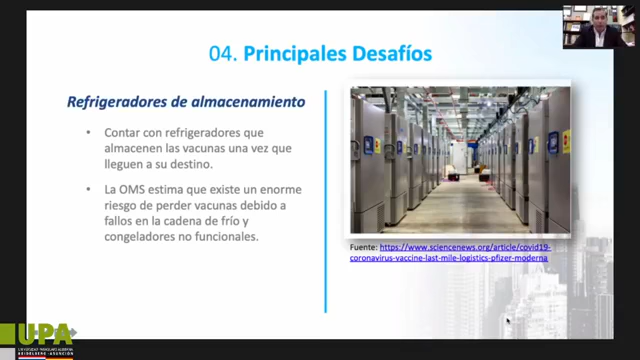 04. Principales Desafíos
Refrigeradores de almacenamiento
• Contar con refrigeradores que
almacenen las vacunas una vez que
lleguen a su destino.
• La OMS estima que existe un enorme
riesgo de perder vacunas debido a
fallos en la cadena de frío y
congeladores no funcionales.
Fuente: https://www.sciencenews.org/article/covid19-
coronavirus-vaccine-last-mile-logistics-pfizer-moderna
UPA
HEIDELBERG - ASUNCIÓN